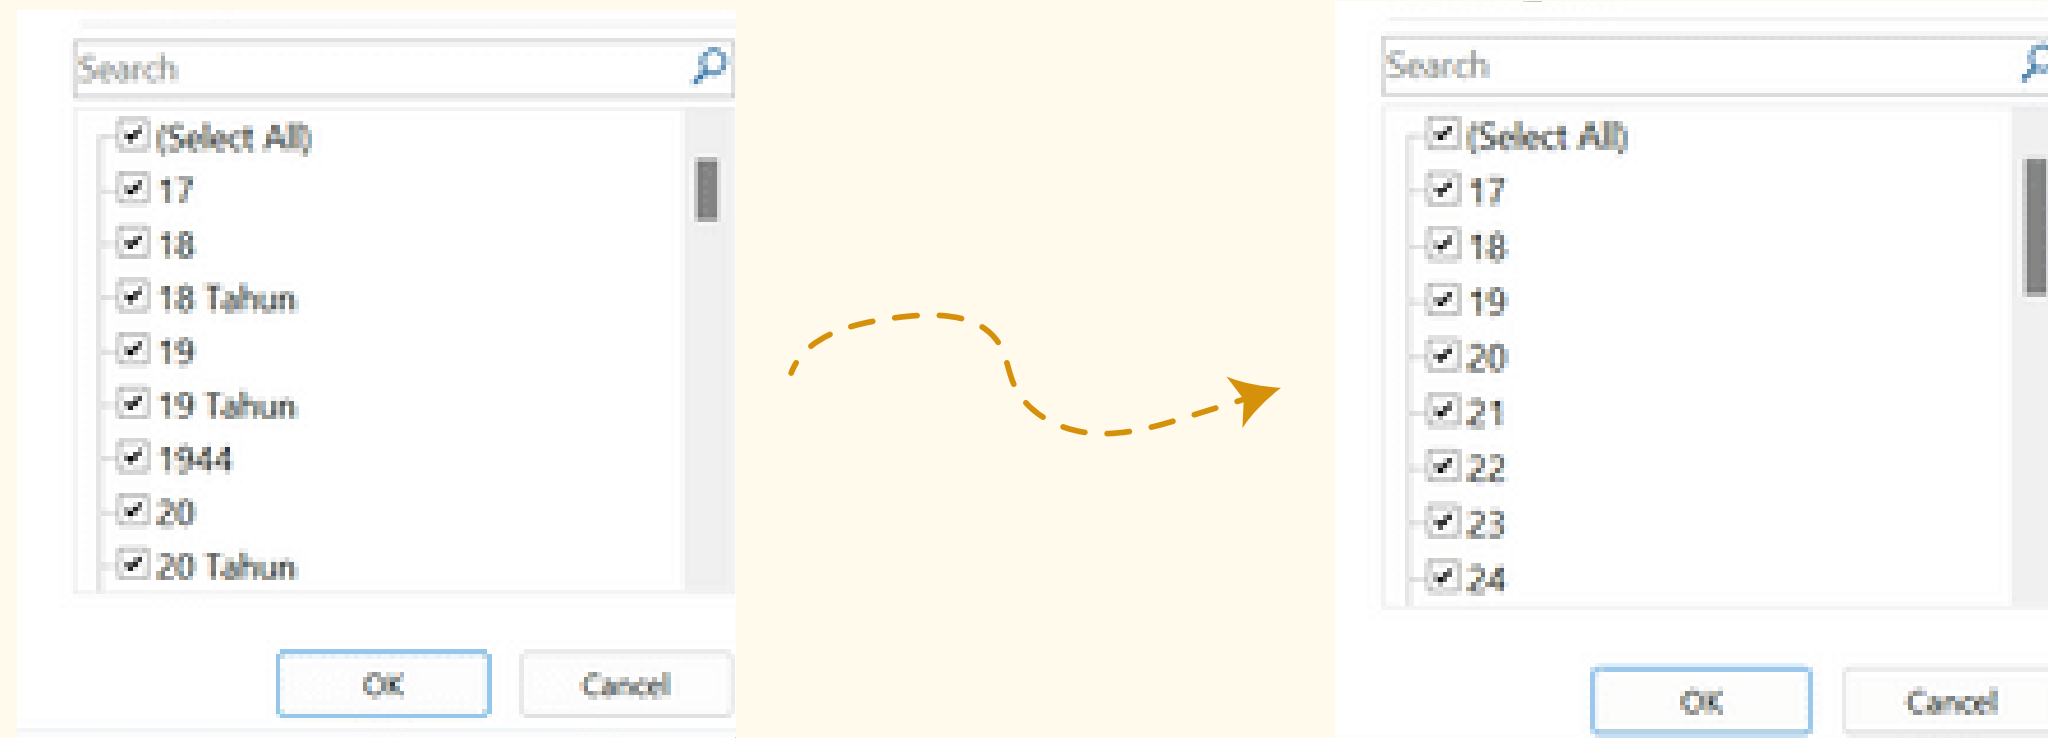 Search
(Select All)
17
18
18 Tahun
19
19 Tahun
1944
20
20 Tahun
OK
Cancel
Search
(Select All)
17
18
19
20
21
22
23
24
OK
Cancel